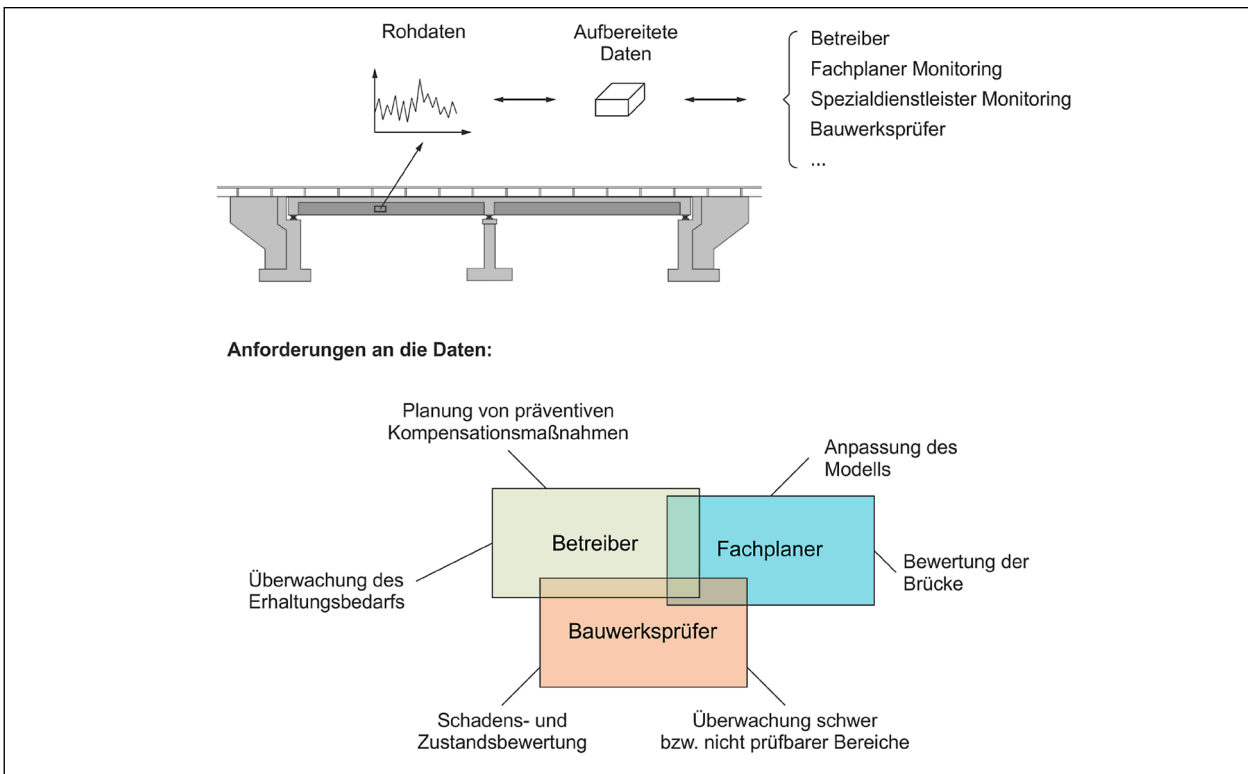 Rohdaten
Aufbereitete
Daten
Betreiber
Fachplaner Monitoring
Spezialdienstleister Monitoring
Bauwerksprüfer
...
Anforderungen an die Daten:
Planung von präventiven
Kompensationsmaßnahmen
Anpassung des
Modells
Betreiber
Fachplaner
Bewertung der
Brücke
Überwachung des
Erhaltungsbedarfs
Bauwerksprüfer
Schadens- und
Zustandsbewertung
Überwachung schwer
bzw. nicht prüfbarer Bereiche